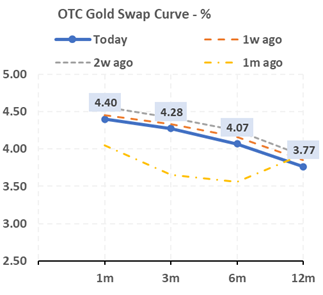 OTC Gold Swap Curve - %
Today
1w ago
2w ago
1m ago
5.00
4.50
4.00
3.50
3.00
2.50
4.40
4.28
4.07
3.77
1m
3m
6m
12m